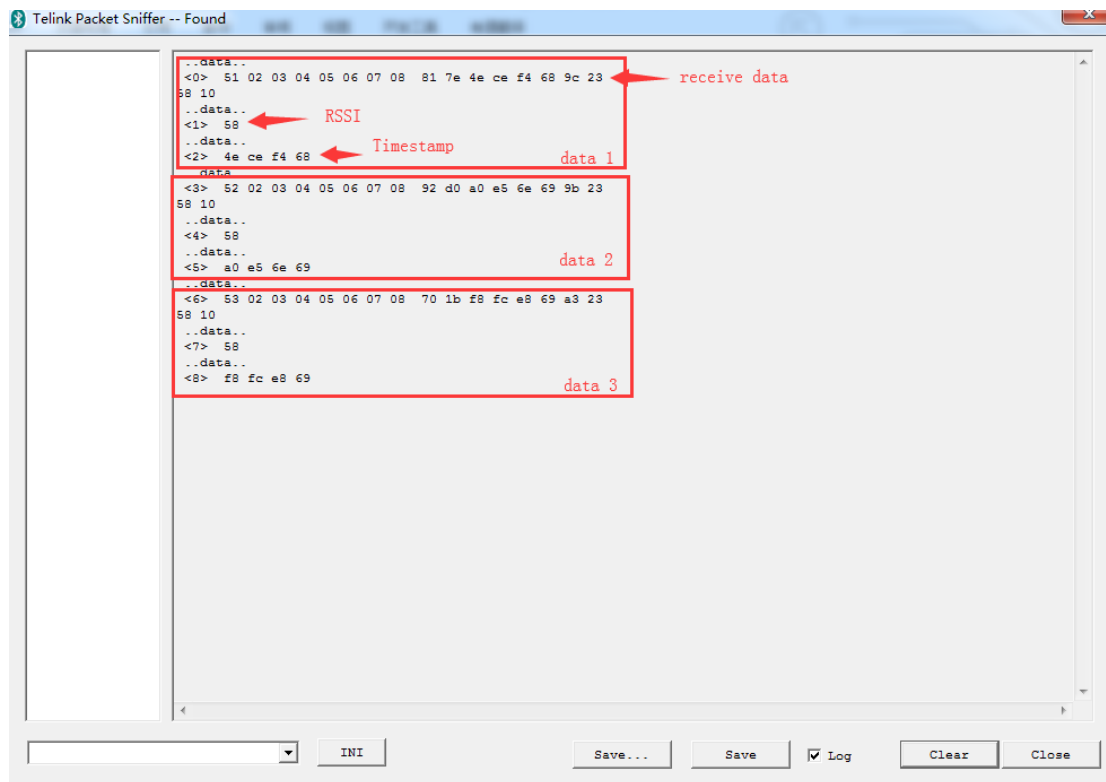 Telink Packet Sniffer -- Found
..data..
<0> 51 02 03 04 05 06 07 08 81 7e 4e ce f4 68 9c 23
receive data
58 10
..data..
<1> 58
RSSI
..data..
<2> 4e ce f4 68
Timestamp
data 1
..data..
<3> 52 02 03 04 05 06 07 08 92 d0 a0 e5 6e 69 9b 23
58 10
..data..
<4> 58
..data..
<5> a0 e5 6e 69
data 2
..data..
<6> 53 02 03 04 05 06 07 08 70 1b f8 fc e8 69 a3 23
58 10
..data..
<7> 58
..data..
<8> f8 fc e8 69
data 3
INI
Save...
Save
Log
Clear
Close